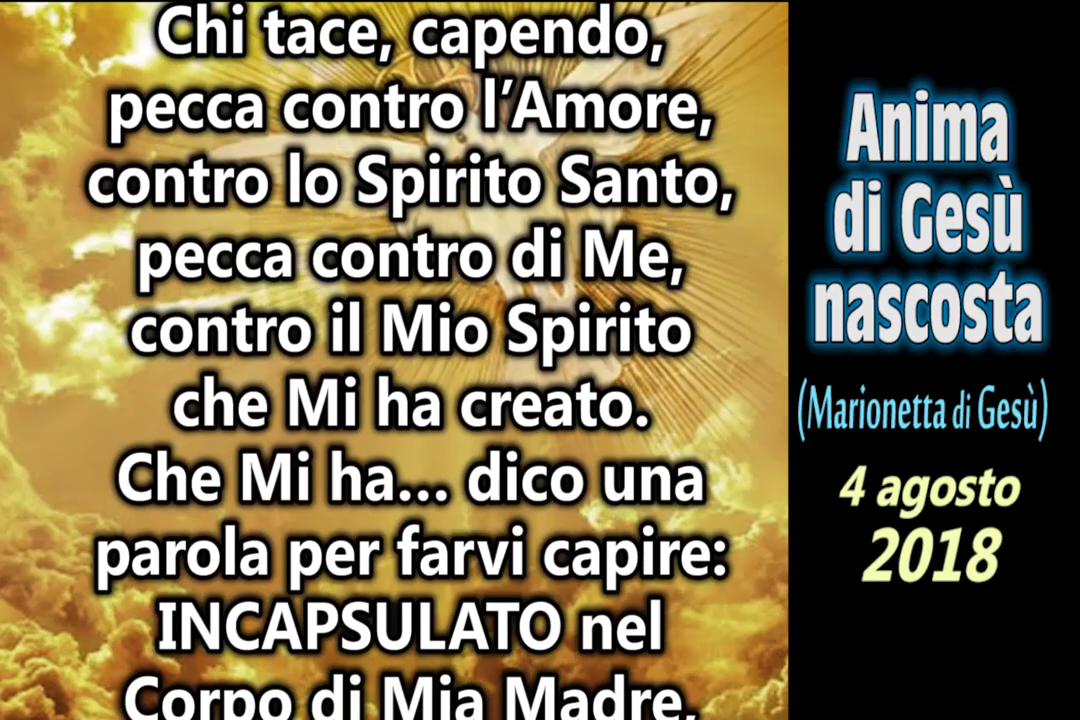 Chi tace, capendo,
pecca contro l’Amore,
contro lo Spirito Santo,
pecca contro di Me,
contro il Mio Spirito
che Mi ha creato.
Che Mi ha... dico una
parola per farvi capire:
INCAPSULATO nel
Corpo di Mia Madre,
Anima
di Gesù
nascosta
(Marionetta di Gesù)
4 agosto
2018